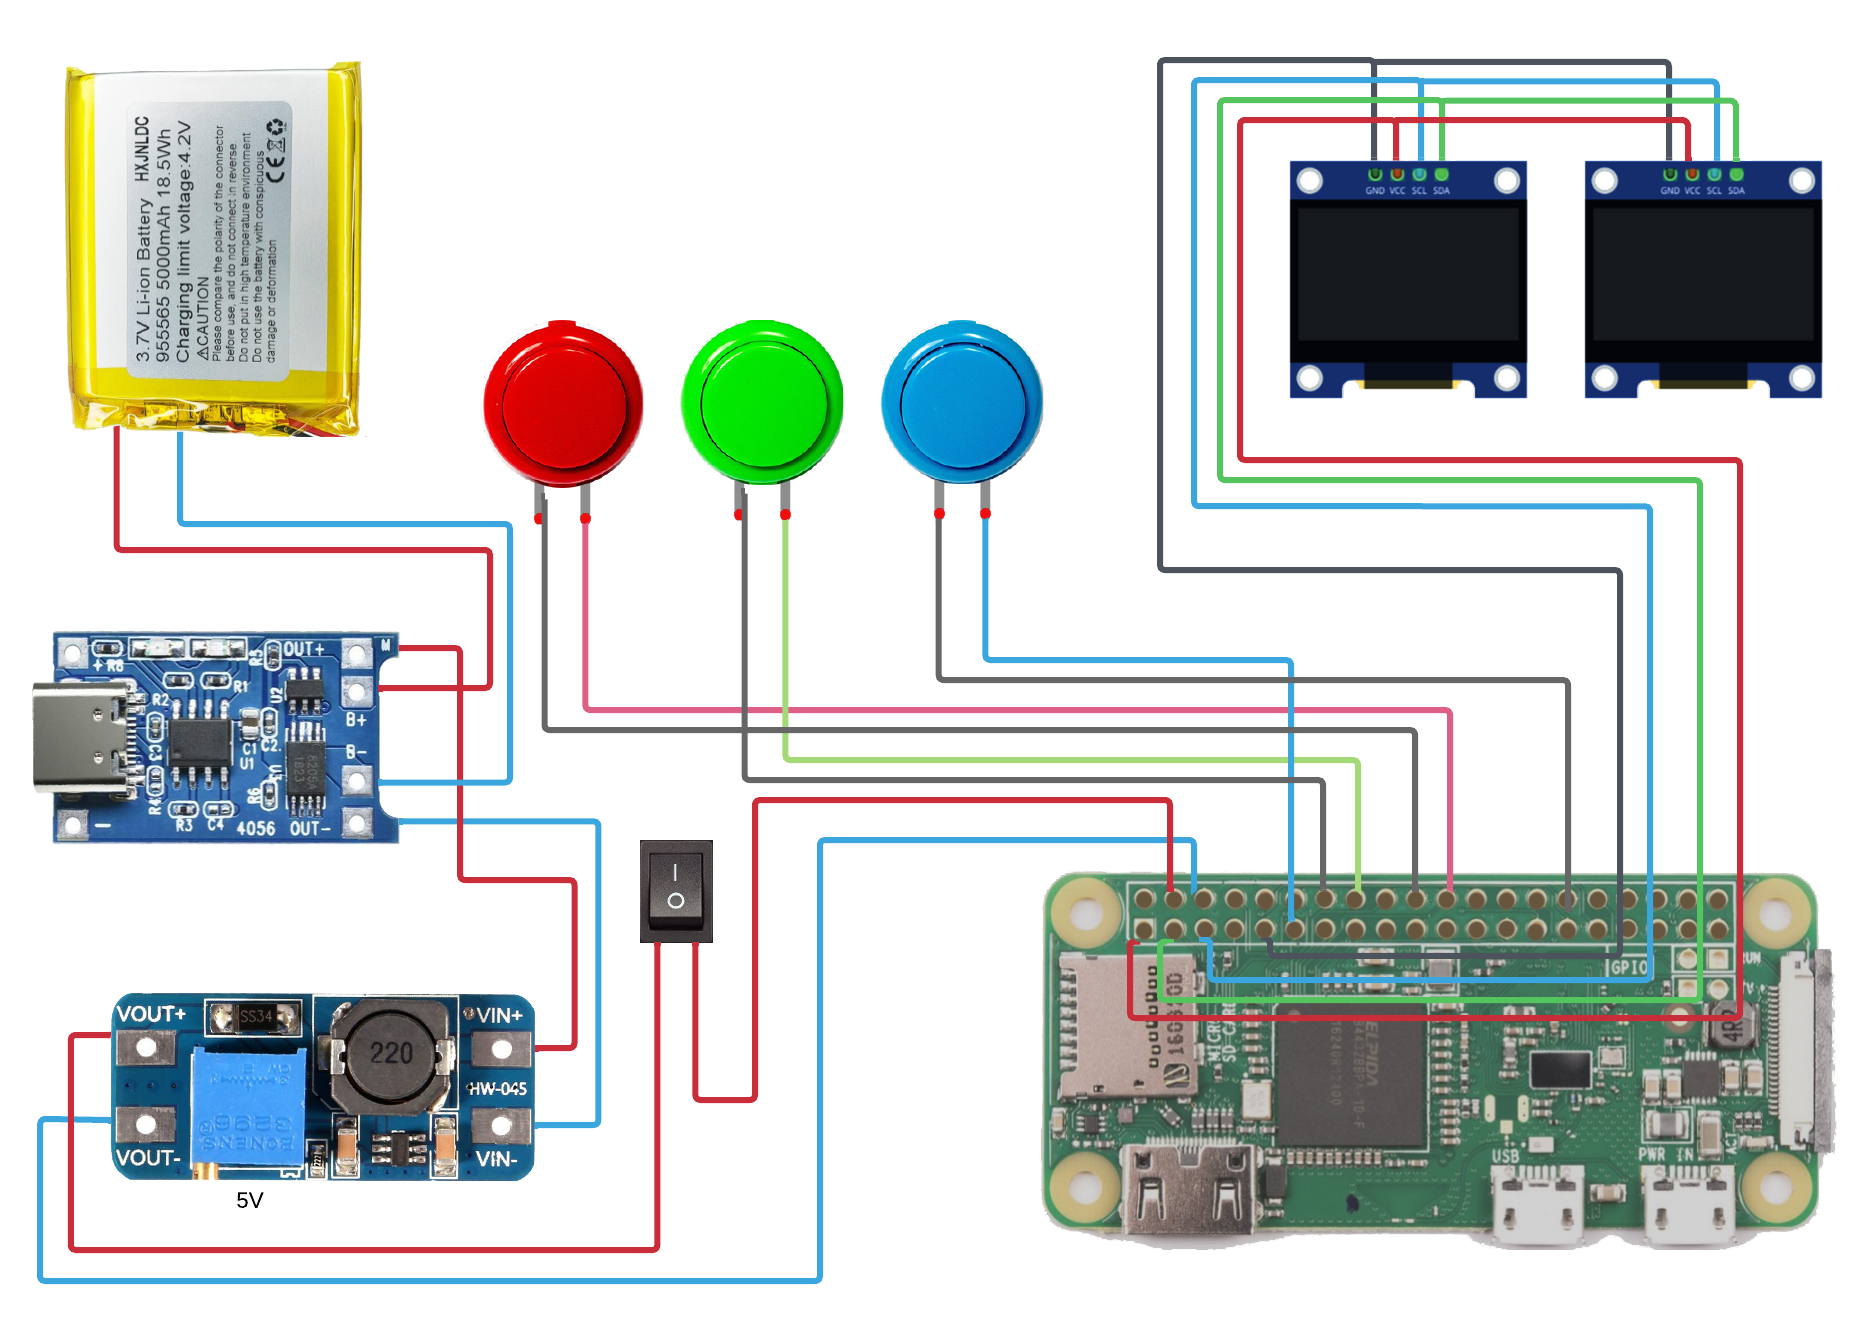 3.7V Li-ion Battery HXJNLDC
955565 5000mAh 18.5Wh
Charging limit voltage:4.2V
⚠CAUTION
Please compare the polarity of the connector
before use, and do not connect in reverse.
Do not put in high temperature environment
Do not use the battery with conspicuous
damage or deformation
GND VCC SCL SDA
GND VCC SCL SDA
+ R8
R3
OUT+
R2
R1
U2
B+
C3
C1
C2
U1
B-
R4
R6
R3
C4
4056
OUT-
-
VOUT+
SS34
220
VIN+
HW-045
VOUT-
VIN-
5V
I
O
GPIO
RUN
MICRO
SD CARD
ELPIDA
4R7
USB
PWR IN
ACT